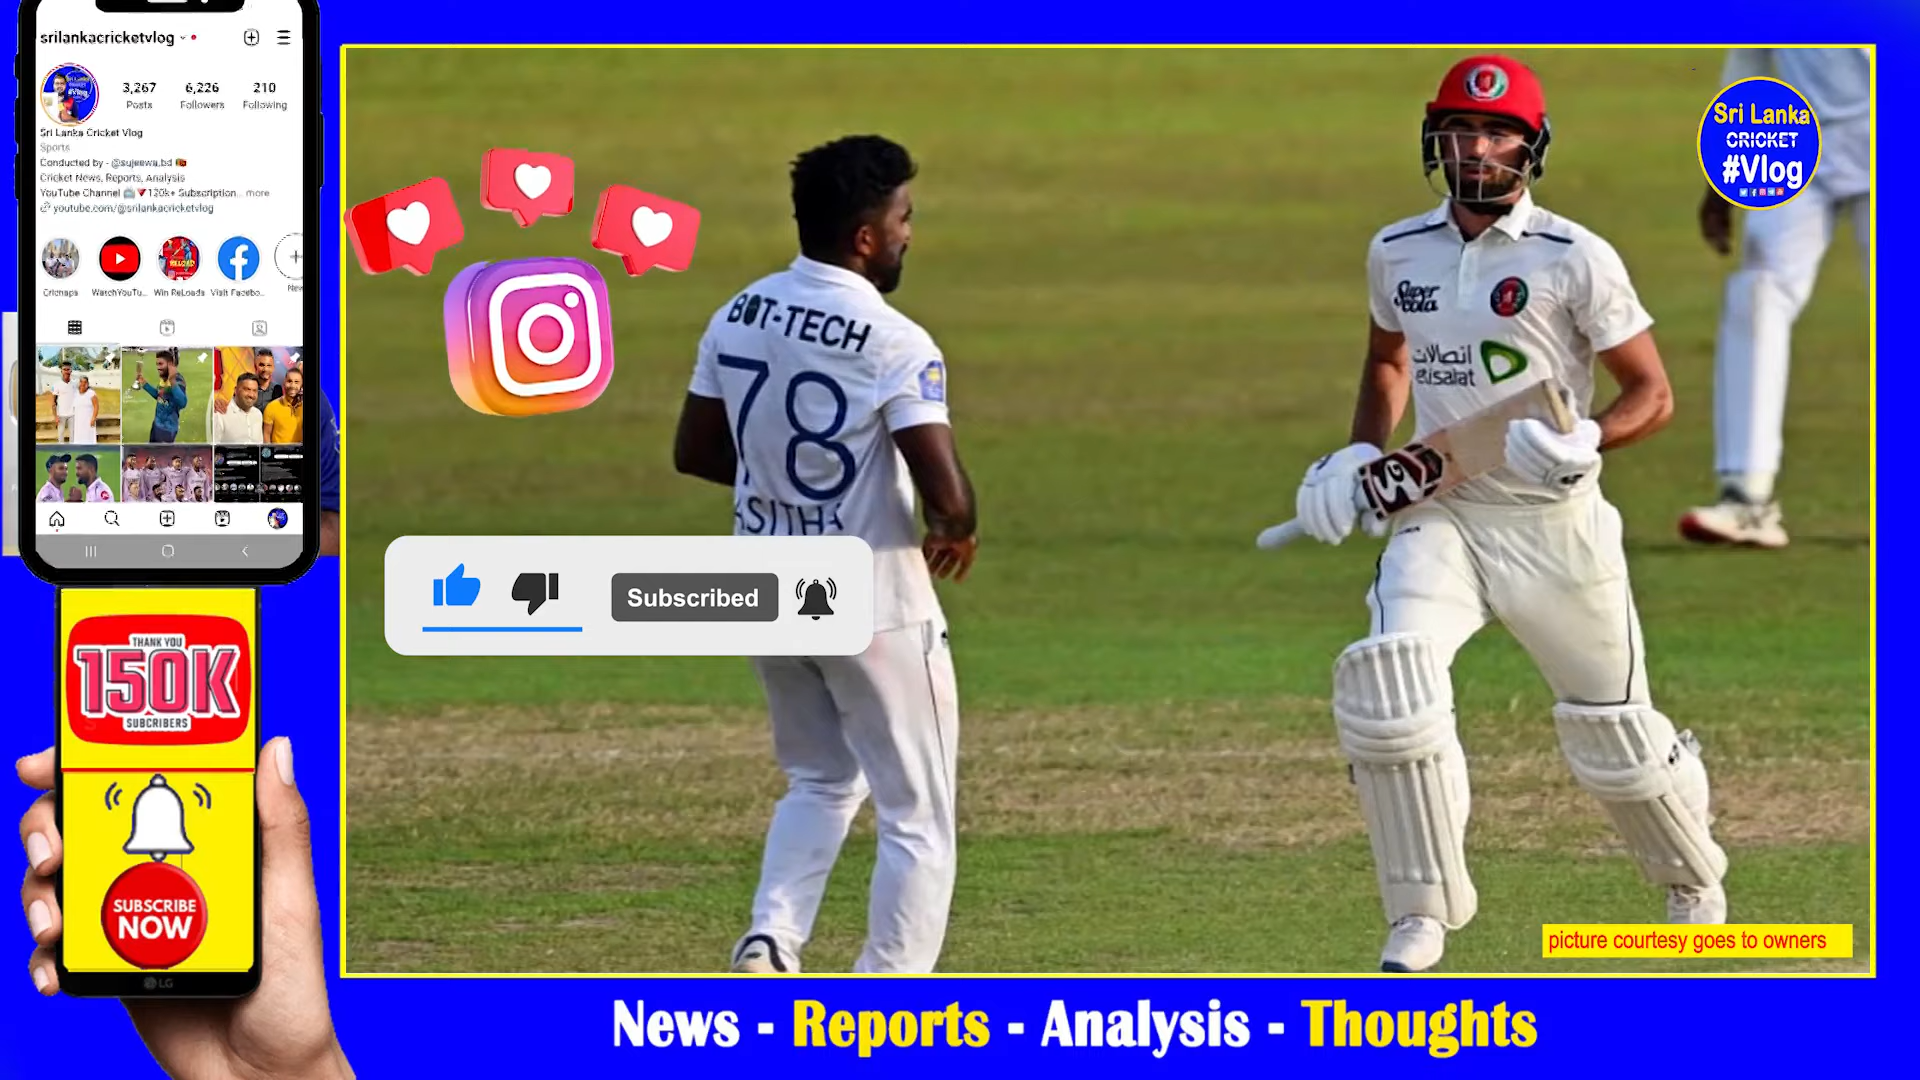 srilankacricketvlog
3,267
6,226
210
Posts
Followers
Following
Sri Lanka Cricket Vlog
Sports
Conducted by - @sujeewa.bd
Cricket News, Reports, Analysis
YouTube Channel 120k+ Subscription... more
youtube.com/@srilankacricketvlog
Cricnaps
WatchYouTu...
Win ReLoads
Visit Facebo...
New
THANK YOU
150K
SUBCRIBERS
SUBSCRIBE
NOW
LG
BOT-TECH
78
ASITHA
Subscribed
Super
cola
اتصالات
etisalat
Sri Lanka
CRICKET
#Vlog
picture courtesy goes to owners
News - Reports - Analysis - Thoughts